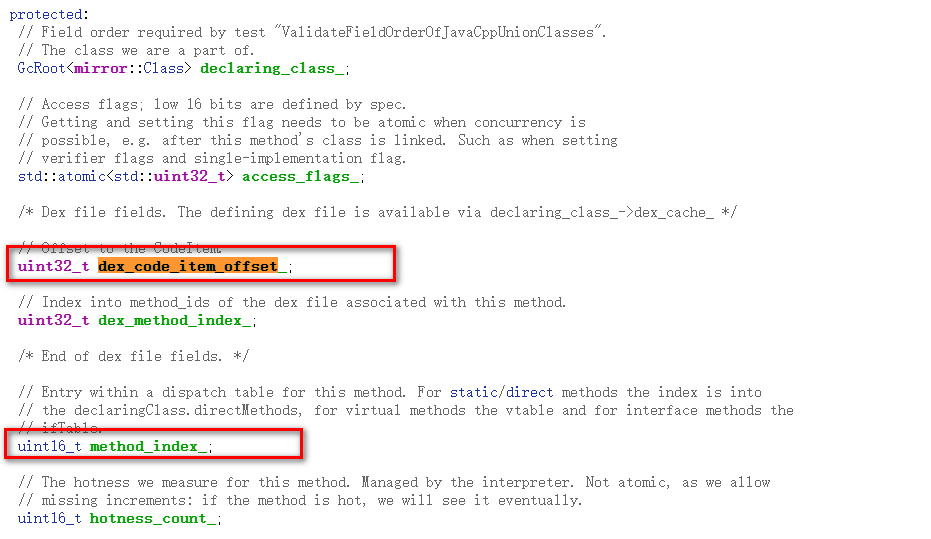 protected:
// Field order required by test "ValidateFieldOrderOfJavaCppUnionClasses".
// The class we are a part of.
GcRoot<mirror::Class> declaring_class_;
// Access flags; low 16 bits are defined by spec.
// Getting and setting this flag needs to be atomic when concurrency is
// possible, e.g. after this method's class is linked. Such as when setting
// verifier flags and single-implementation flag.
std::atomic<std::uint32_t> access_flags_;
/* Dex file fields. The defining dex file is available via declaring_class_->dex_cache_ */
// Offset to the CodeItem.
uint32_t dex_code_item_offset_;
// Index into method_ids of the dex file associated with this method.
uint32_t dex_method_index_;
/* End of dex file fields. */
// Entry within a dispatch table for this method. For static/direct methods the index is into
// the declaringClass.directMethods, for virtual methods the vtable and for interface methods the
// ifTable.
uint16_t method_index_;
// The hotness we measure for this method. Managed by the interpreter. Not atomic, as we allow
// missing increments: if the method is hot, we will see it eventually.
uint16_t hotness_count_;